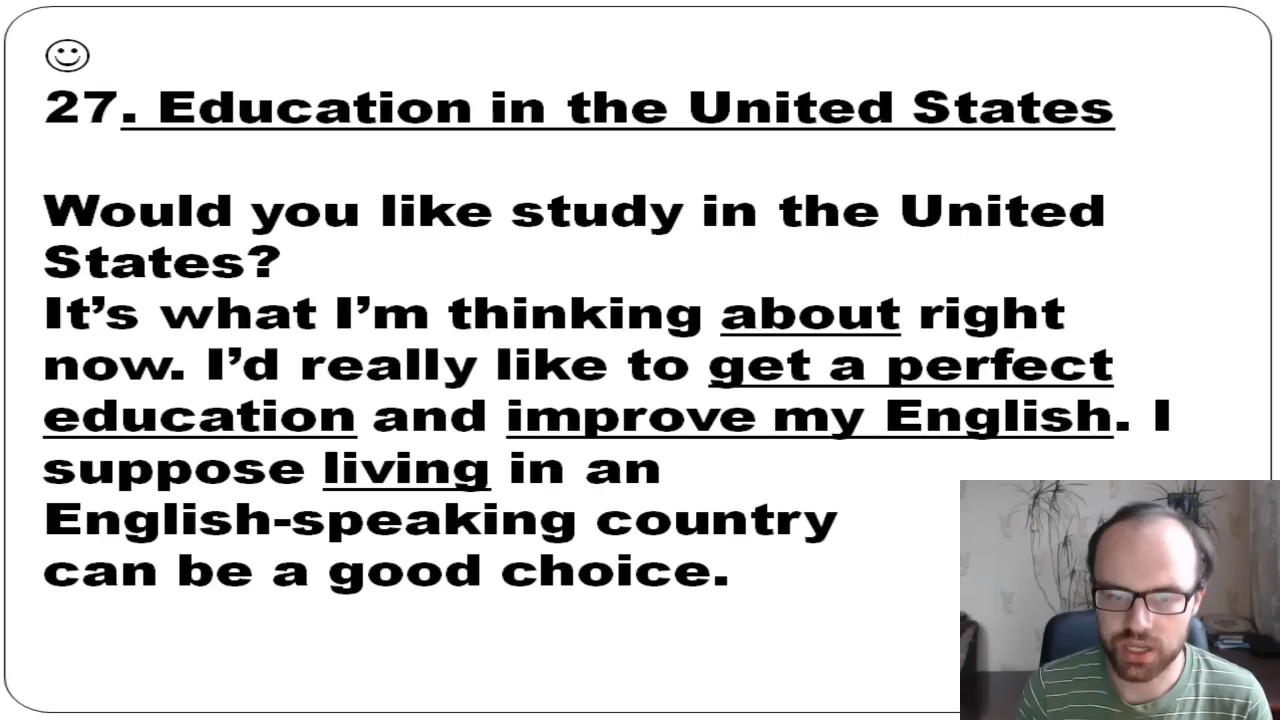 27. Education in the United States
Would you like study in the United
States?
It’s what I’m thinking about right
now. I’d really like to get a perfect
education and improve my English. I
suppose living in an
English-speaking country
can be a good choice.